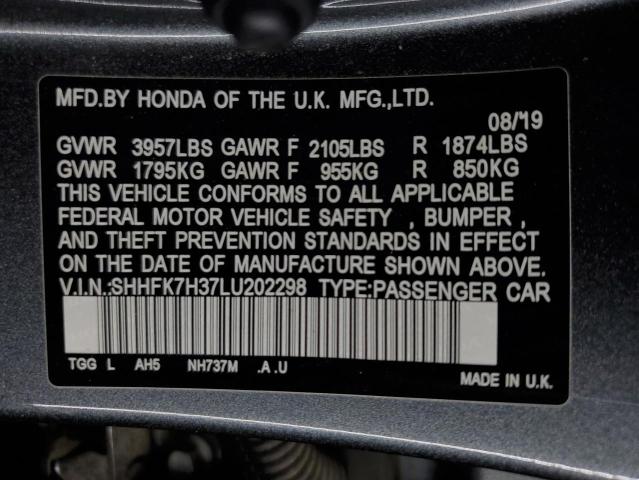 MFD.BY HONDA OF THE U.K. MFG.,LTD.
08/19
GVWR 3957LBS GAWR F 2105LBS R 1874LBS
GVWR 1795KG GAWR F 955KG R 850KG
THIS VEHICLE CONFORMS TO ALL APPLICABLE
FEDERAL MOTOR VEHICLE SAFETY , BUMPER ,
AND THEFT PREVENTION STANDARDS IN EFFECT
ON THE DATE OF MANUFACTURE SHOWN ABOVE.
V.I.N.:SHHFK7H37LU202298 TYPE:PASSENGER CAR
TGG L AH5 NH737M .A .U
MADE IN U.K.